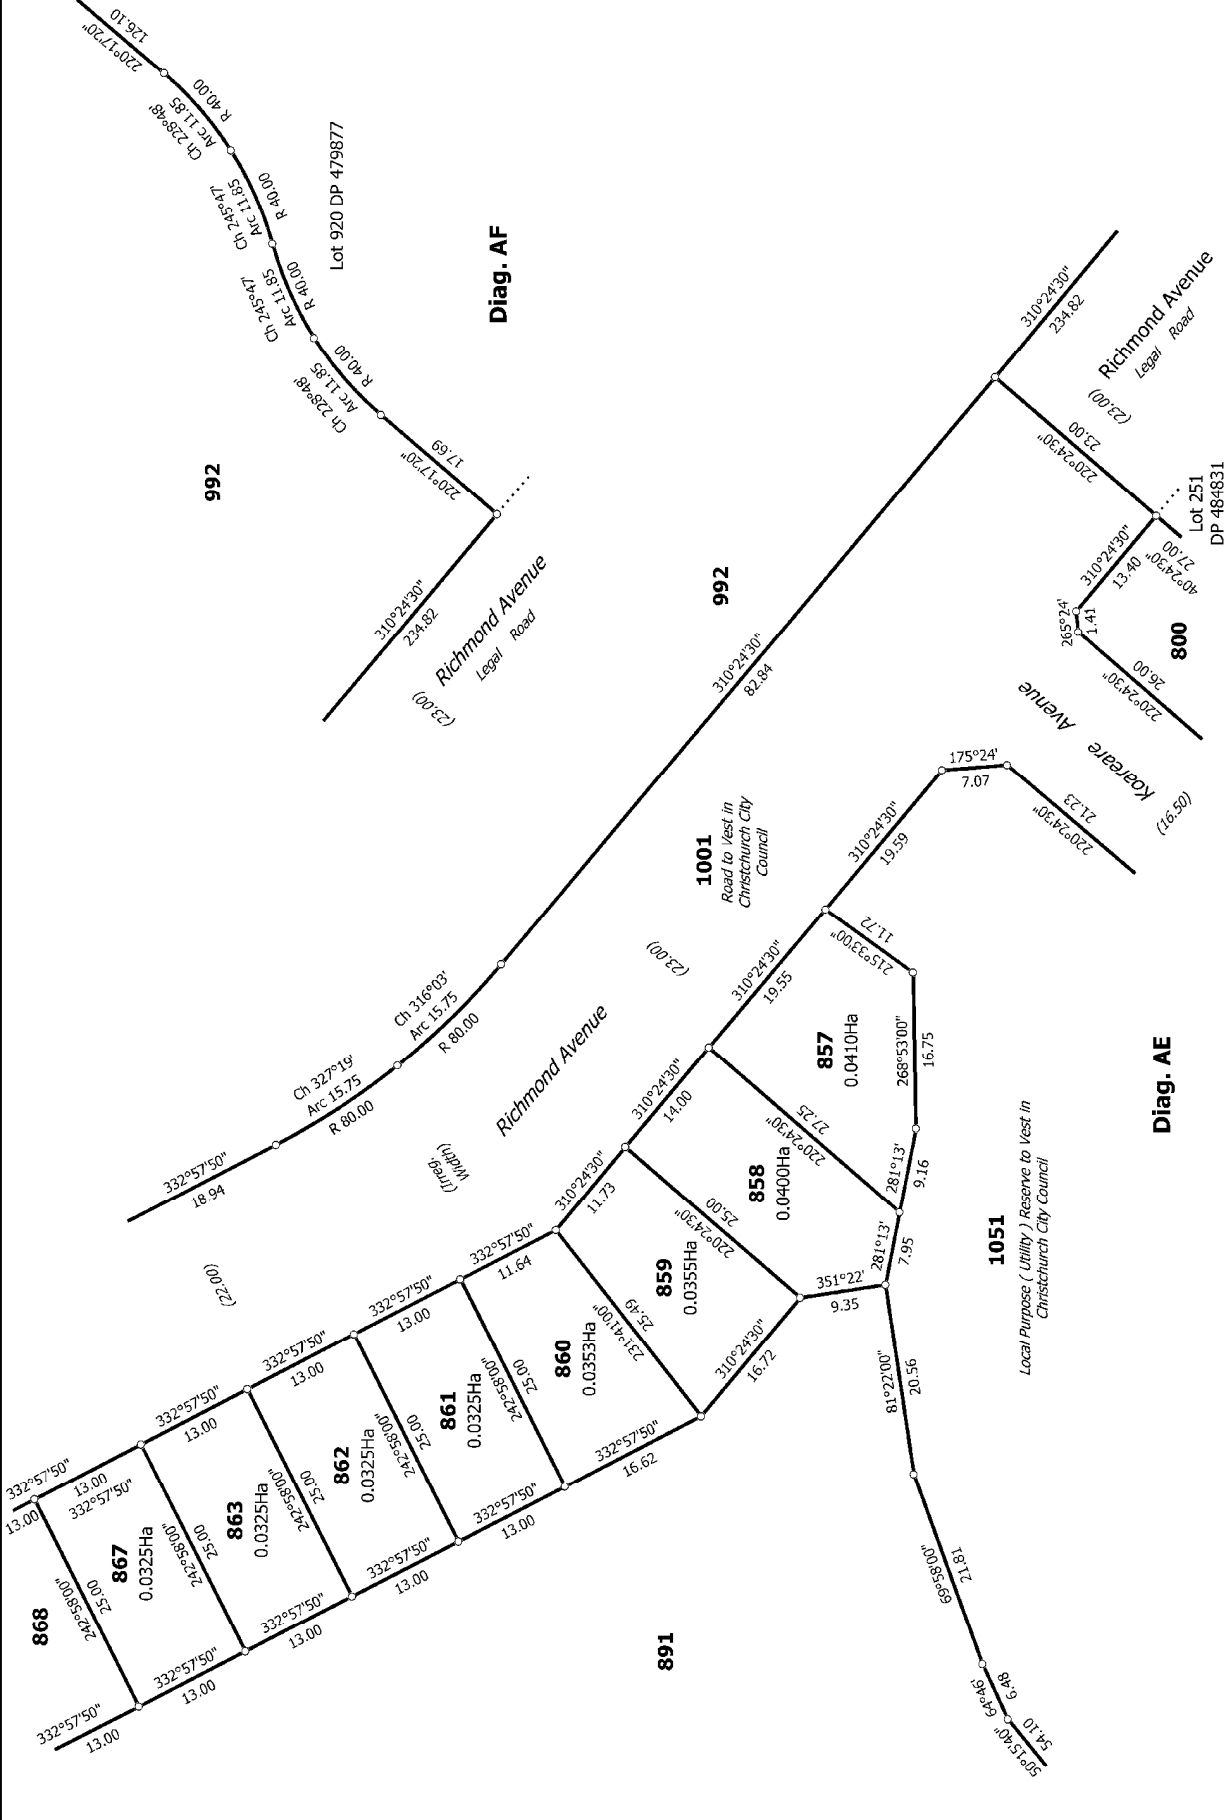 126.10
220°17'20"
R 40.00
Arc 11.85
Ch 228°48'
R 40.00
Arc 11.85
Ch 245°47'
R 40.00
Arc 11.85
Ch 245°47'
R 40.00
Arc 11.85
Ch 228°48'
17.69
220°17'20"
Lot 920 DP 479877
Diag. AF
992
310°24'30"
234.82
Richmond Avenue
Legal Road
(23.00)
310°24'30"
234.82
Richmond Avenue
Legal Road
(23.00)
23.00
220°24'30"
Lot 251
DP 484831
27.00
40°24'30"
310°24'30"
13.40
265°24'
1.41
800
26.00
220°24'30"
992
310°24'30"
82.84
Koareare Avenue
(16.50)
175°24'
7.07
21.23
220°24'30"
310°24'30"
19.59
1001
Road to Vest in
Christchurch City
Council
(23.00)
Ch 316°03'
Arc 15.75
R 80.00
Ch 327°19'
Arc 15.75
R 80.00
332°57'50"
18.94
Richmond Avenue
(Irreg.
Width)
(22.00)
310°24'30"
19.55
11.72
215°33'00"
857
0.0410Ha
268°53'00"
16.75
281°13'
9.16
310°24'30"
14.00
27.25
220°24'30"
858
0.0400Ha
281°13'
7.95
351°22'
9.35
310°24'30"
11.73
25.00
220°24'30"
859
0.0355Ha
310°24'30"
16.72
332°57'50"
11.64
25.49
231°41'00"
860
0.0353Ha
332°57'50"
16.62
332°57'50"
13.00
25.00
242°58'00"
861
0.0325Ha
332°57'50"
13.00
332°57'50"
13.00
25.00
242°58'00"
862
0.0325Ha
332°57'50"
13.00
332°57'50"
13.00
25.00
242°58'00"
863
0.0325Ha
332°57'50"
13.00
332°57'50"
13.00
332°57'50"
25.00
242°58'00"
867
0.0325Ha
332°57'50"
13.00
13.00
25.00
242°58'00"
868
332°57'50"
13.00
891
81°22'00"
20.56
69°58'00"
21.81
64°46'
6.48
50°15'40"
54.10
1051
Local Purpose ( Utility ) Reserve to Vest in
Christchurch City Council
Diag. AE